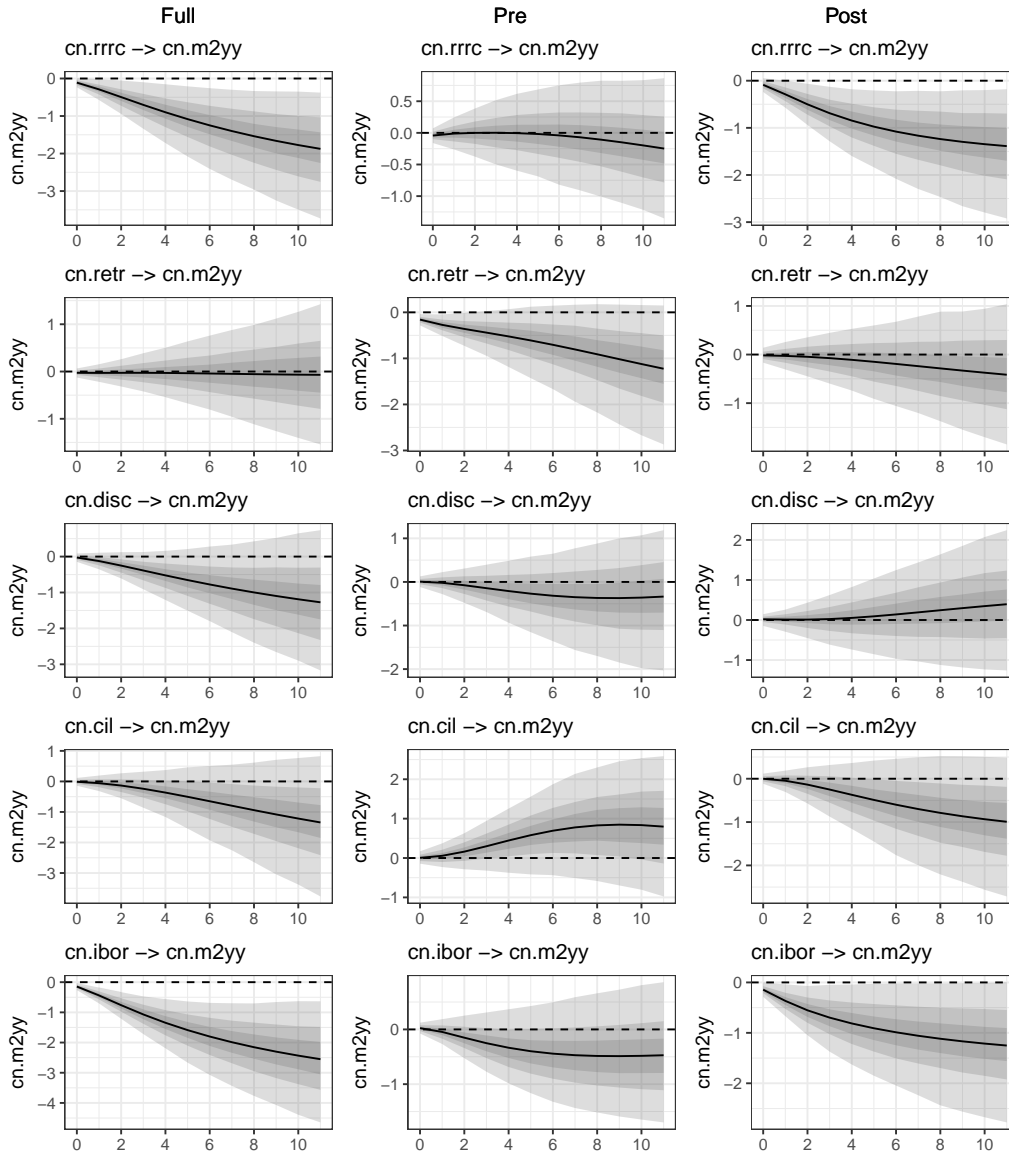 Full Pre Post
cn.rrrc −> cn.m2yy cn.rrrc −> cn.m2yy cn.rrrc −> cn.m2yy
cn.m2yy cn.m2yy cn.m2yy
0 −1 −2 −3
0.5 0.0 −0.5 −1.0
0 −1 −2 −3
0 2 4 6 8 10 0 2 4 6 8 10 0 2 4 6 8 10
cn.retr −> cn.m2yy cn.retr −> cn.m2yy cn.retr −> cn.m2yy
cn.m2yy cn.m2yy cn.m2yy
1 0 −1
0 −1 −2 −3
1 0 −1
0 2 4 6 8 10 0 2 4 6 8 10 0 2 4 6 8 10
cn.disc −> cn.m2yy cn.disc −> cn.m2yy cn.disc −> cn.m2yy
cn.m2yy cn.m2yy cn.m2yy
0 −1 −2 −3
1 0 −1 −2
2 1 0 −1
0 2 4 6 8 10 0 2 4 6 8 10 0 2 4 6 8 10
cn.cil −> cn.m2yy cn.cil −> cn.m2yy cn.cil −> cn.m2yy
cn.m2yy cn.m2yy cn.m2yy
1 0 −1 −2 −3
2 1 0 −1
0 −1 −2
0 2 4 6 8 10 0 2 4 6 8 10 0 2 4 6 8 10
cn.ibor −> cn.m2yy cn.ibor −> cn.m2yy cn.ibor −> cn.m2yy
cn.m2yy cn.m2yy cn.m2yy
0 −1 −2 −3 −4
0 −1
0 −1 −2
0 2 4 6 8 10 0 2 4 6 8 10 0 2 4 6 8 10